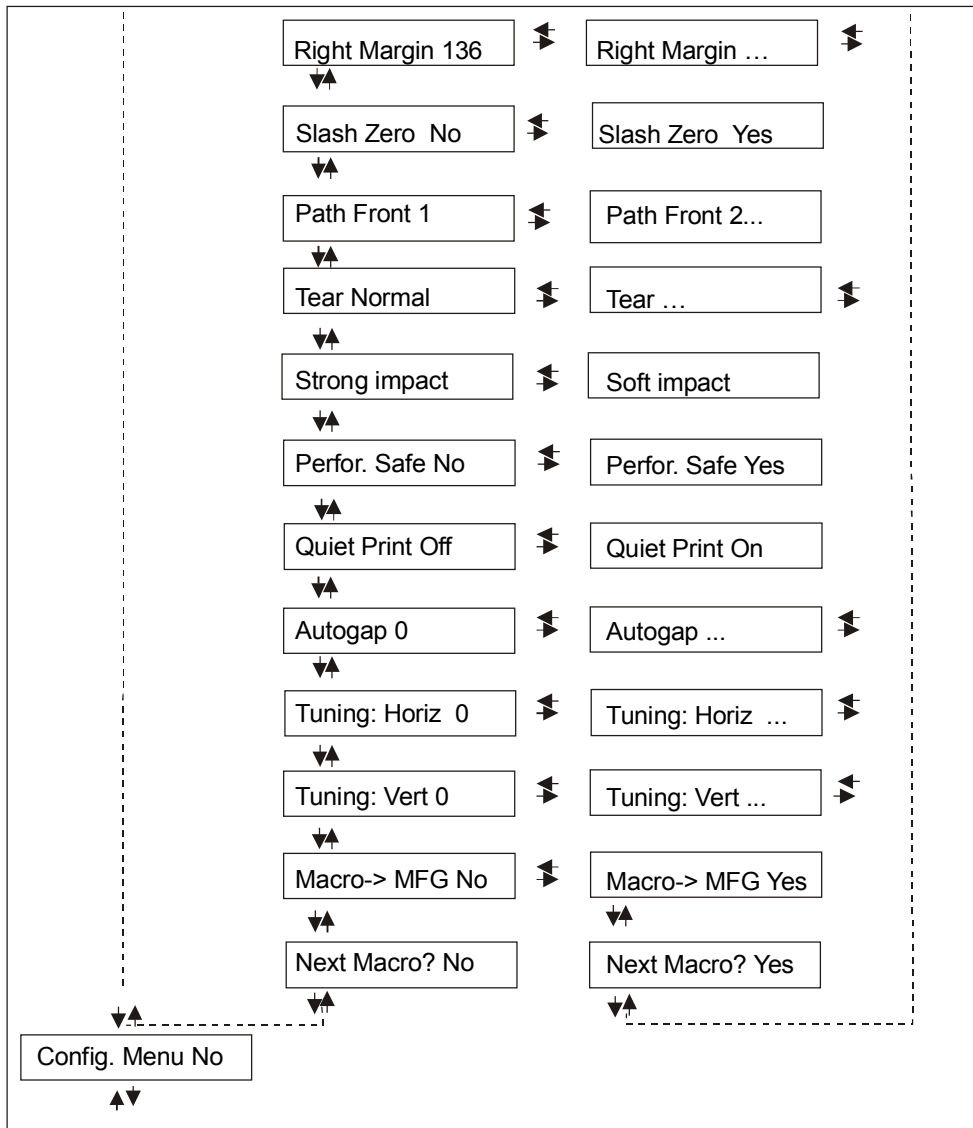 Right Margin 136
Right Margin …
Slash Zero No
Slash Zero Yes
Path Front 1
Path Front 2...
Tear Normal
Tear …
Strong impact
Soft impact
Perfor. Safe No
Perfor. Safe Yes
Quiet Print Off
Quiet Print On
Autogap 0
Autogap ...
Tuning: Horiz 0
Tuning: Horiz ...
Tuning: Vert 0
Tuning: Vert ...
Macro-> MFG No
Macro-> MFG Yes
Next Macro? No
Next Macro? Yes
Config. Menu No